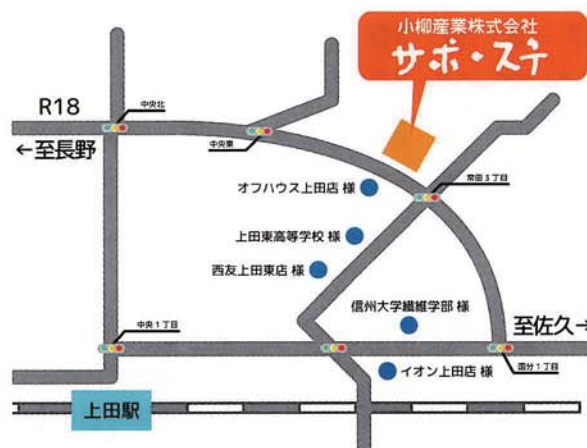 小柳産業株式会社
サポ・ステ
R18
中央北
←至長野
中央東
常田3丁目
オフハウス上田店 様
上田東高等学校 様
西友上田東店 様
信州大学繊維学部 様
至佐久→
中央1丁目
国分1丁目
イオン上田店 様
上田駅